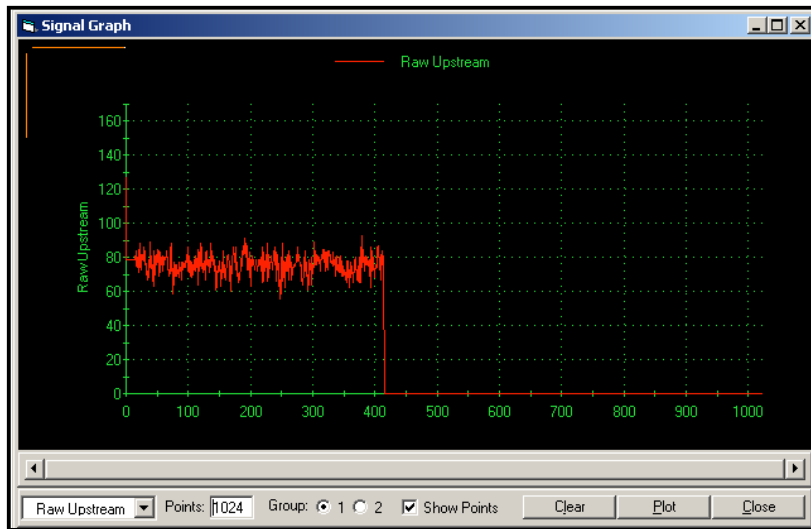 Signal Graph
Raw Upstream
160
140
120
100
80
60
40
20
0
Raw Upstream
0 100 200 300 400 500 600 700 800 900 1000
Raw Upstream Points: 1024 Group: 1 2 Show Points Clear Plot Close